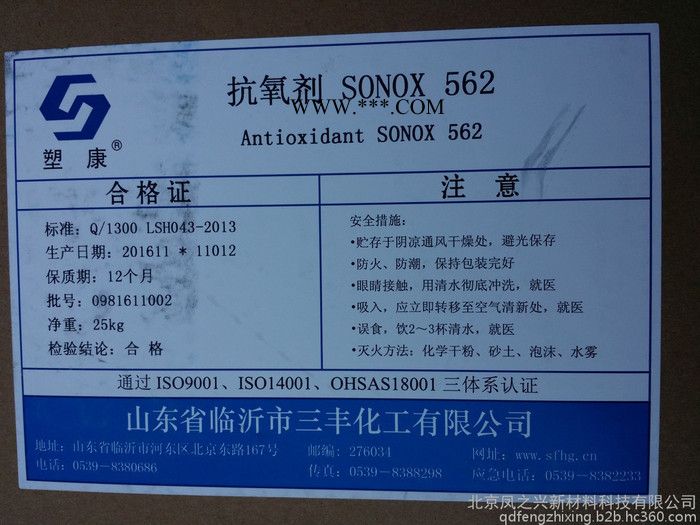 抗氧剂 SONOX 562
WWW.***.COM
Antioxidant SONOX 562
塑康®
合格证
标准: Q/1300 LSH043-2013
生产日期: 201611 * 11012
保质期: 12个月
批号: 0981611002
净重: 25kg
检验结论: 合 格
注 意
安全措施:
•贮存于阴凉通风干燥处，避光保存
•防火、防潮，保持包装完好
•眼睛接触，用清水彻底冲洗，就医
•吸入，应立即转移至空气清新处，就医
•误食，饮2～3杯清水，就医
•灭火方法: 化学干粉、砂土、泡沫、水雾
通过 ISO9001、ISO14001、OHSAS18001 三体系认证
山东省临沂市三丰化工有限公司
地址: 山东省临沂市河东区北京东路167号 邮编: 276034 网址: www.sfhg.cn
电话: 0539-8380686 传真: 0539-8388298 应急电话: 0539-8382233
北京凤之兴新材料科技有限公司
qdfengzhixing.b2b.hc360.com